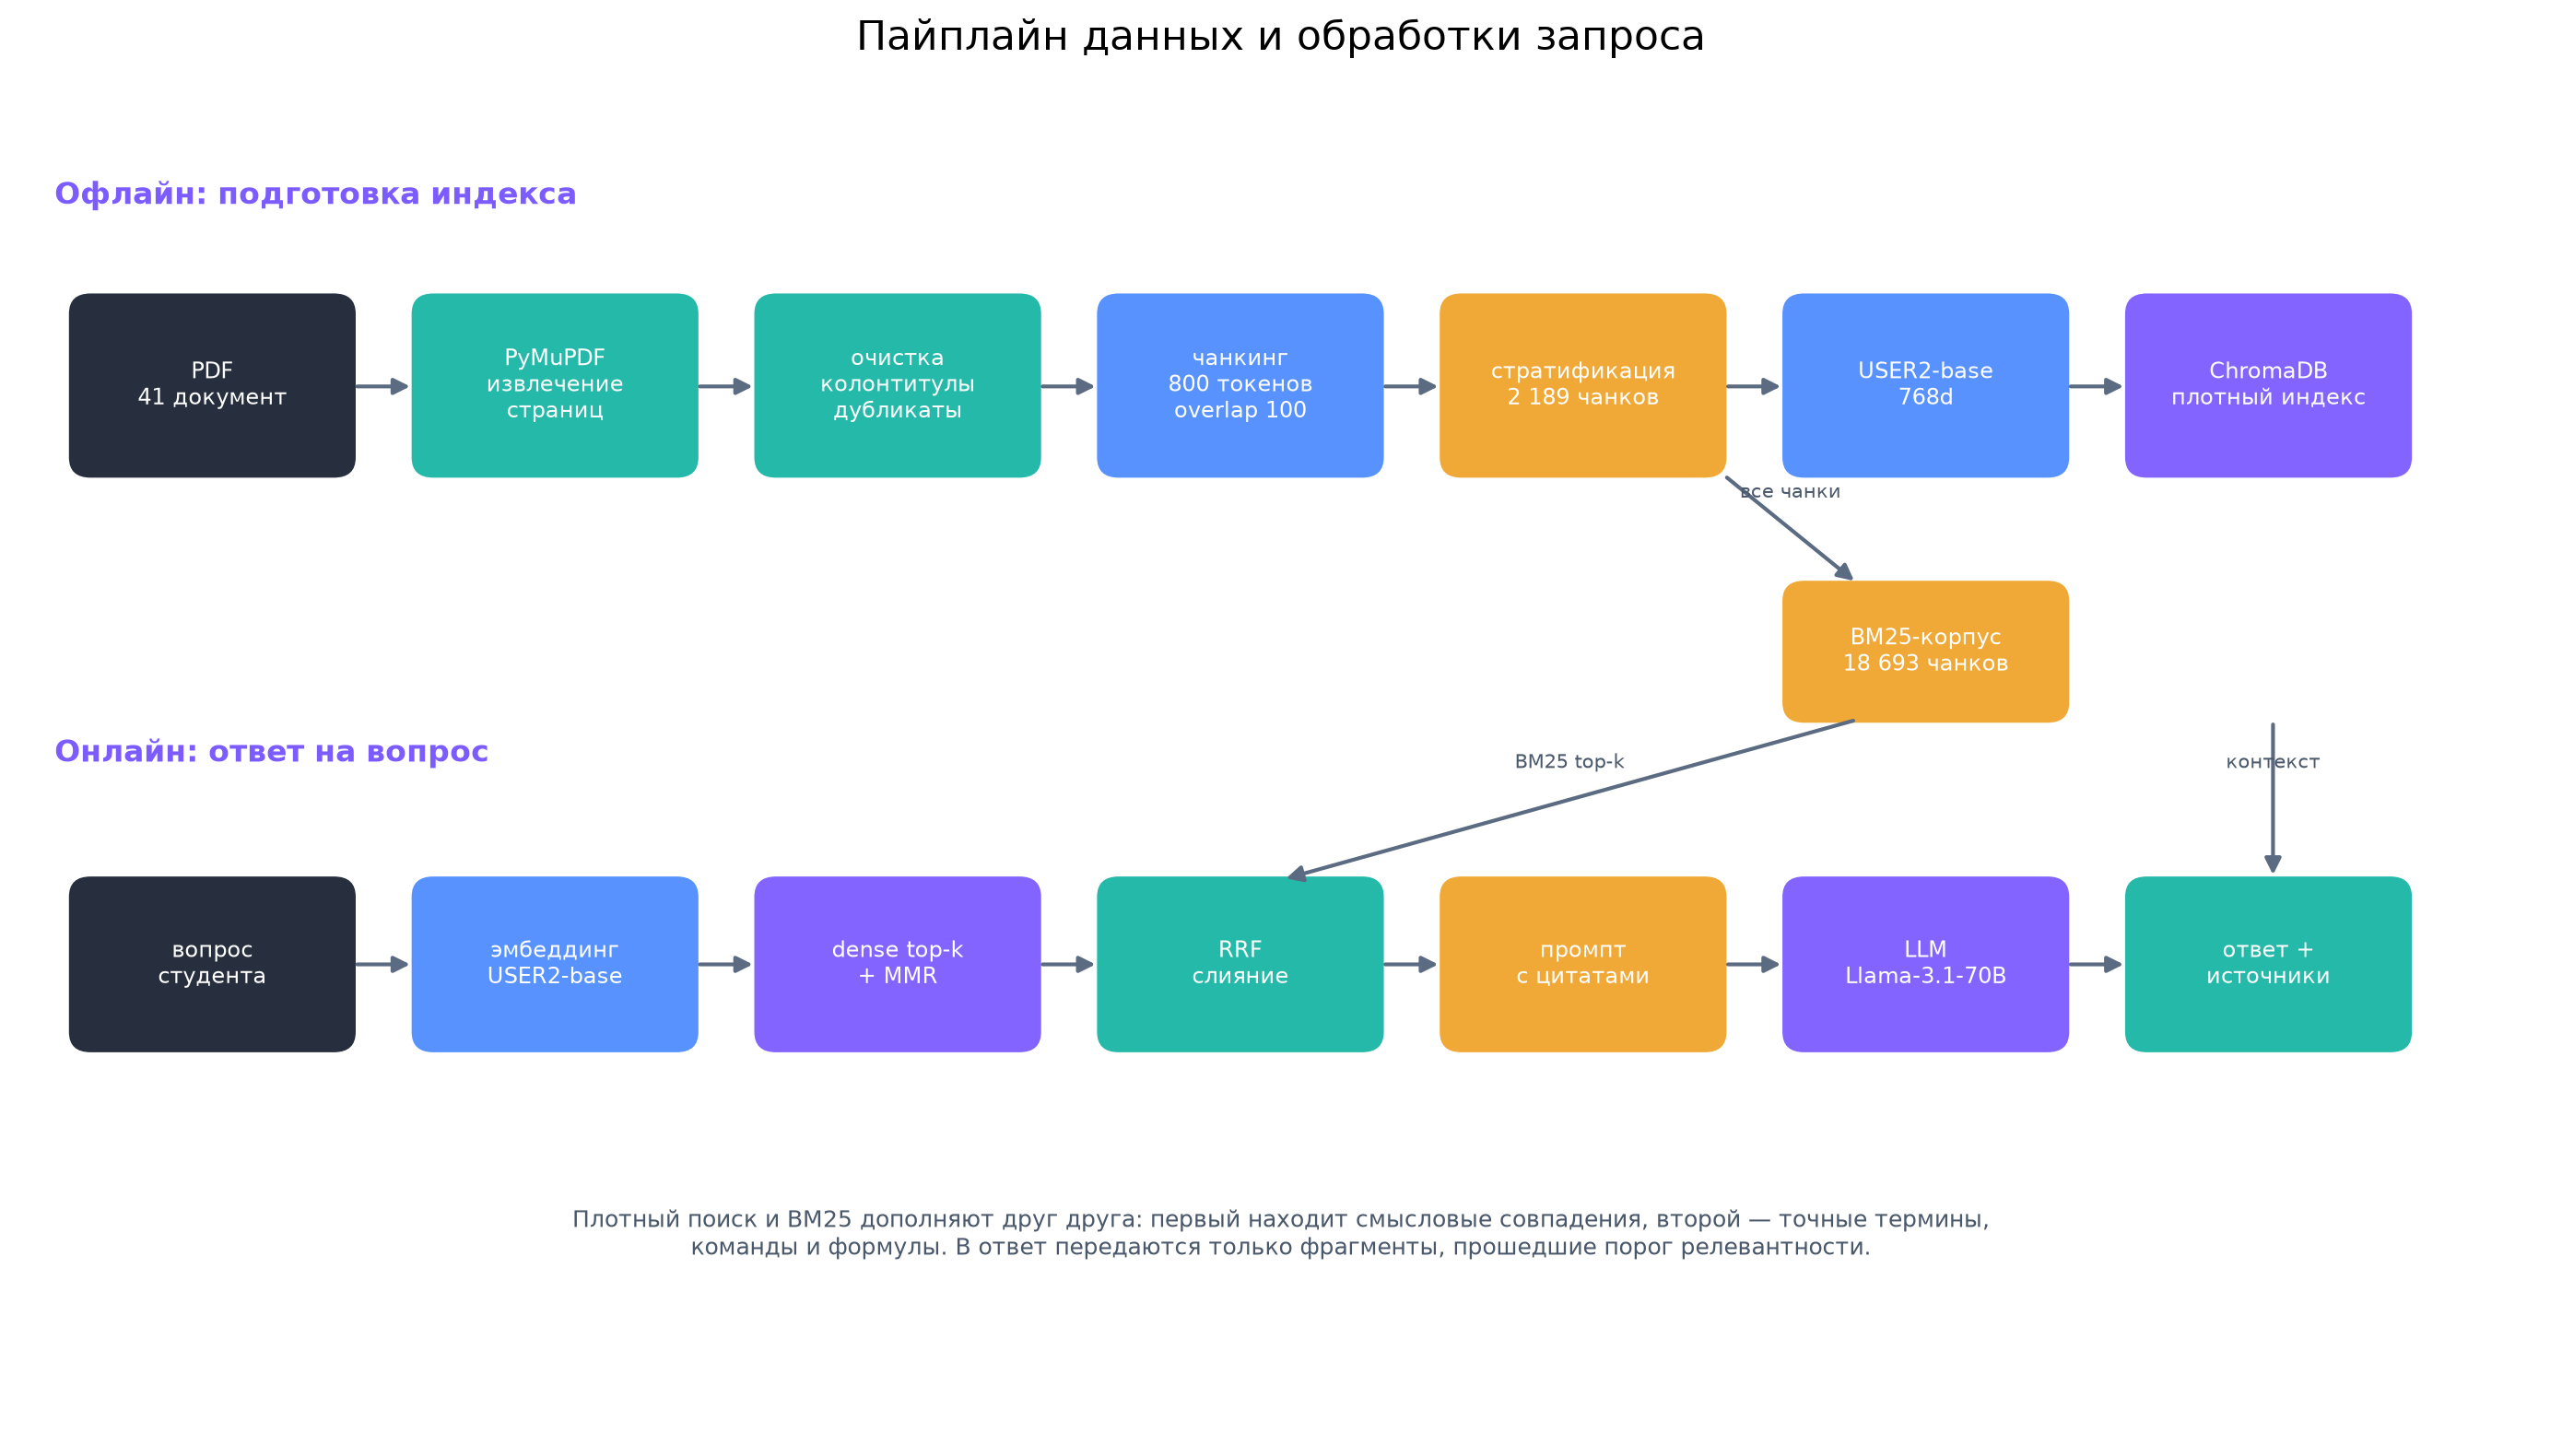 Пайплайн данных и обработки запроса
Офлайн: подготовка индекса
PDF
41 документ
PyMuPDF
извлечение
страниц
очистка
колонтитулы
дубликаты
чанкинг
800 токенов
overlap 100
стратификация
2 189 чанков
USER2-base
768d
ChromaDB
плотный индекс
все чанки
BM25-корпус
18 693 чанков
Онлайн: ответ на вопрос
BM25 top-k
контекст
вопрос
студента
эмбеддинг
USER2-base
dense top-k
+ MMR
RRF
слияние
промпт
с цитатами
LLM
Llama-3.1-70B
ответ +
источники
Плотный поиск и BM25 дополняют друг друга: первый находит смысловые совпадения, второй — точные термины,
команды и формулы. В ответ передаются только фрагменты, прошедшие порог релевантности.